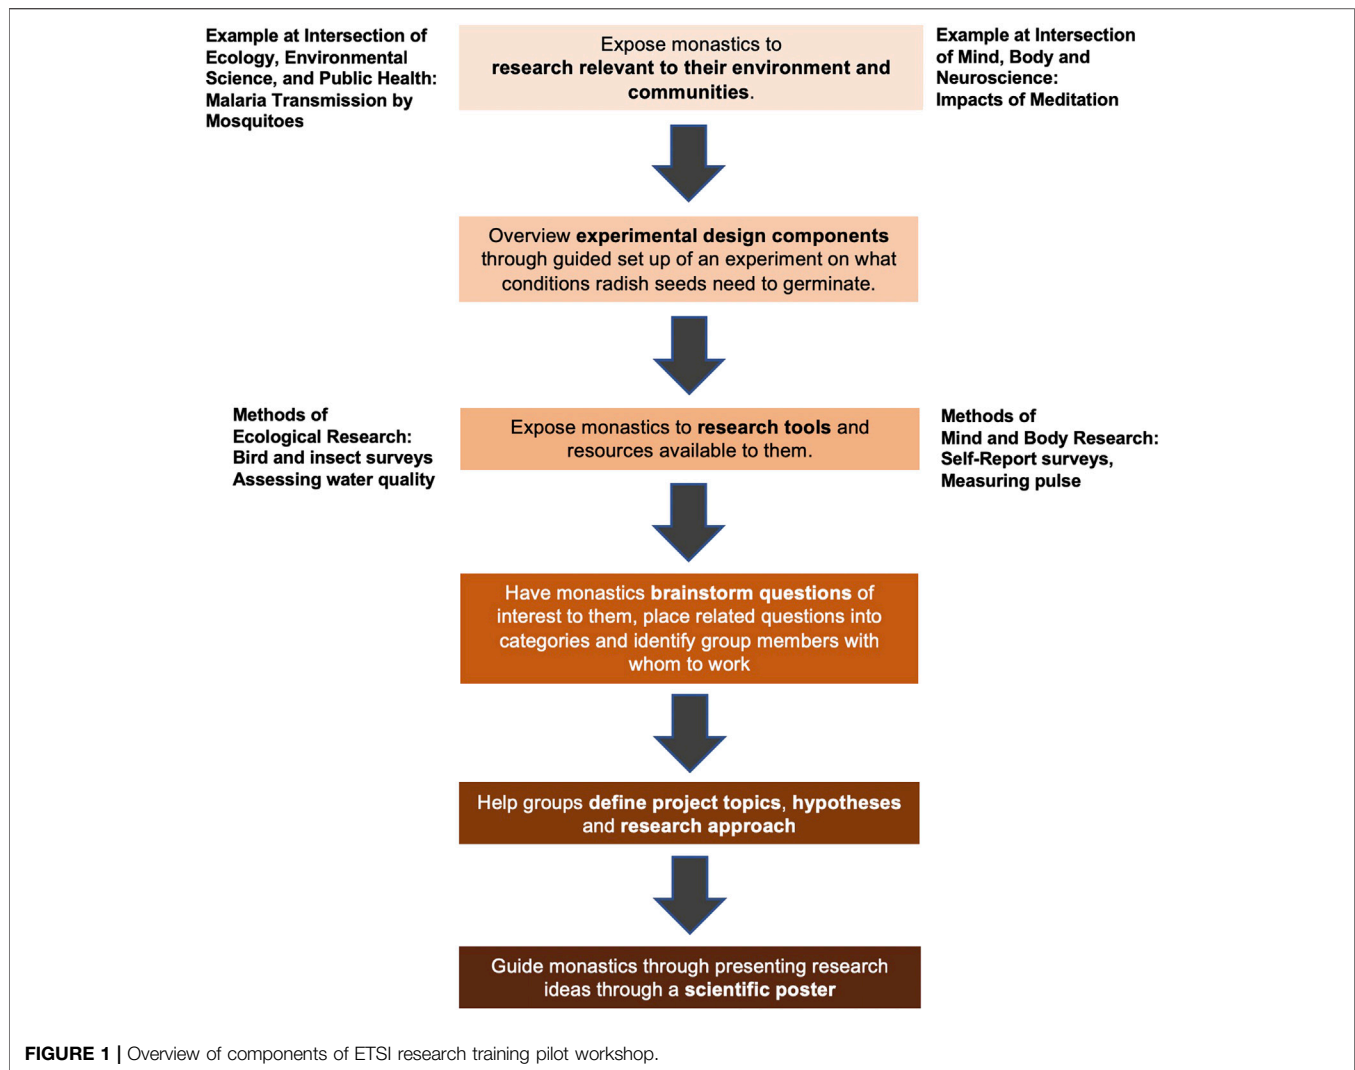 Example at Intersection of
Ecology, Environmental
Science, and Public Health:
Malaria Transmission by
Mosquitoes
Expose monastics to
research relevant to their environment and
communities.
Example at Intersection
of Mind, Body and
Neuroscience:
Impacts of Meditation
Overview experimental design components
through guided set up of an experiment on what
conditions radish seeds need to germinate.
Methods of
Ecological Research:
Bird and insect surveys
Assessing water quality
Expose monastics to research tools and
resources available to them.
Methods of
Mind and Body Research:
Self-Report surveys,
Measuring pulse
Have monastics brainstorm questions of
interest to them, place related questions into
categories and identify group members with
whom to work
Help groups define project topics, hypotheses
and research approach
Guide monastics through presenting research
ideas through a scientific poster
FIGURE 1 | Overview of components of ETSI research training pilot workshop.